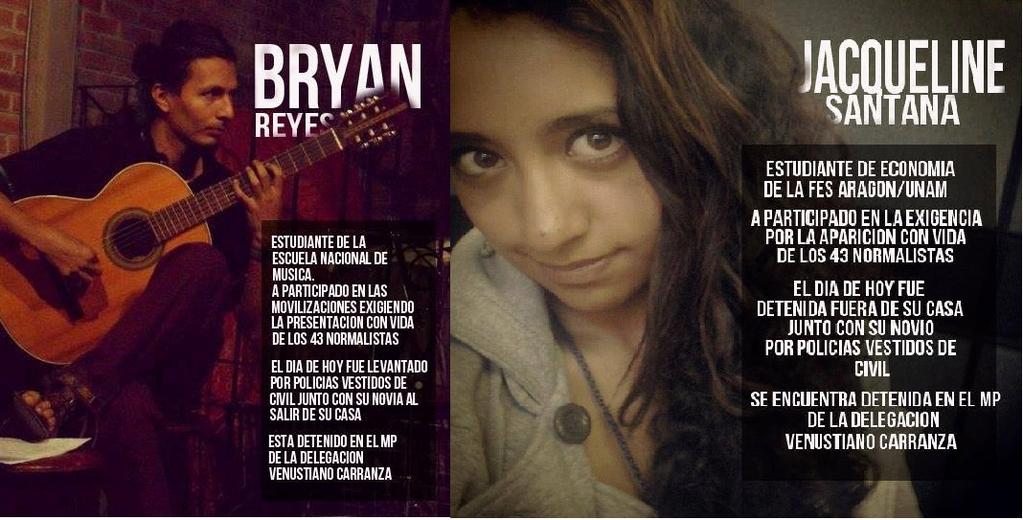 BRYAN
REYES
ESTUDIANTE DE LA
ESCUELA NACIONAL DE
MUSICA.
A PARTICIPADO EN LAS
MOVILIZACIONES EXIGIENDO
LA PRESENTACION CON VIDA
DE LOS 43 NORMALISTAS
EL DIA DE HOY FUE LEVANTADO
POR POLICIAS VESTIDOS DE
CIVIL JUNTO CON SU NOVIA AL
SALIR DE SU CASA
ESTA DETENIDO EN EL MP
DE LA DELEGACION
VENUSTIANO CARRANZA
JACQUELINE
SANTANA
ESTUDIANTE DE ECONOMIA
DE LA FES ARAGON/UNAM
A PARTICIPADO EN LA EXIGENCIA
POR LA APARICION CON VIDA
DE LOS 43 NORMALISTAS
EL DIA DE HOY FUE
DETENIDA FUERA DE SU CASA
JUNTO CON SU NOVIO
POR POLICIAS VESTIDOS DE
CIVIL
SE ENCUENTRA DETENIDA EN EL MP
DE LA DELEGACION
VENUSTIANO CARRANZA